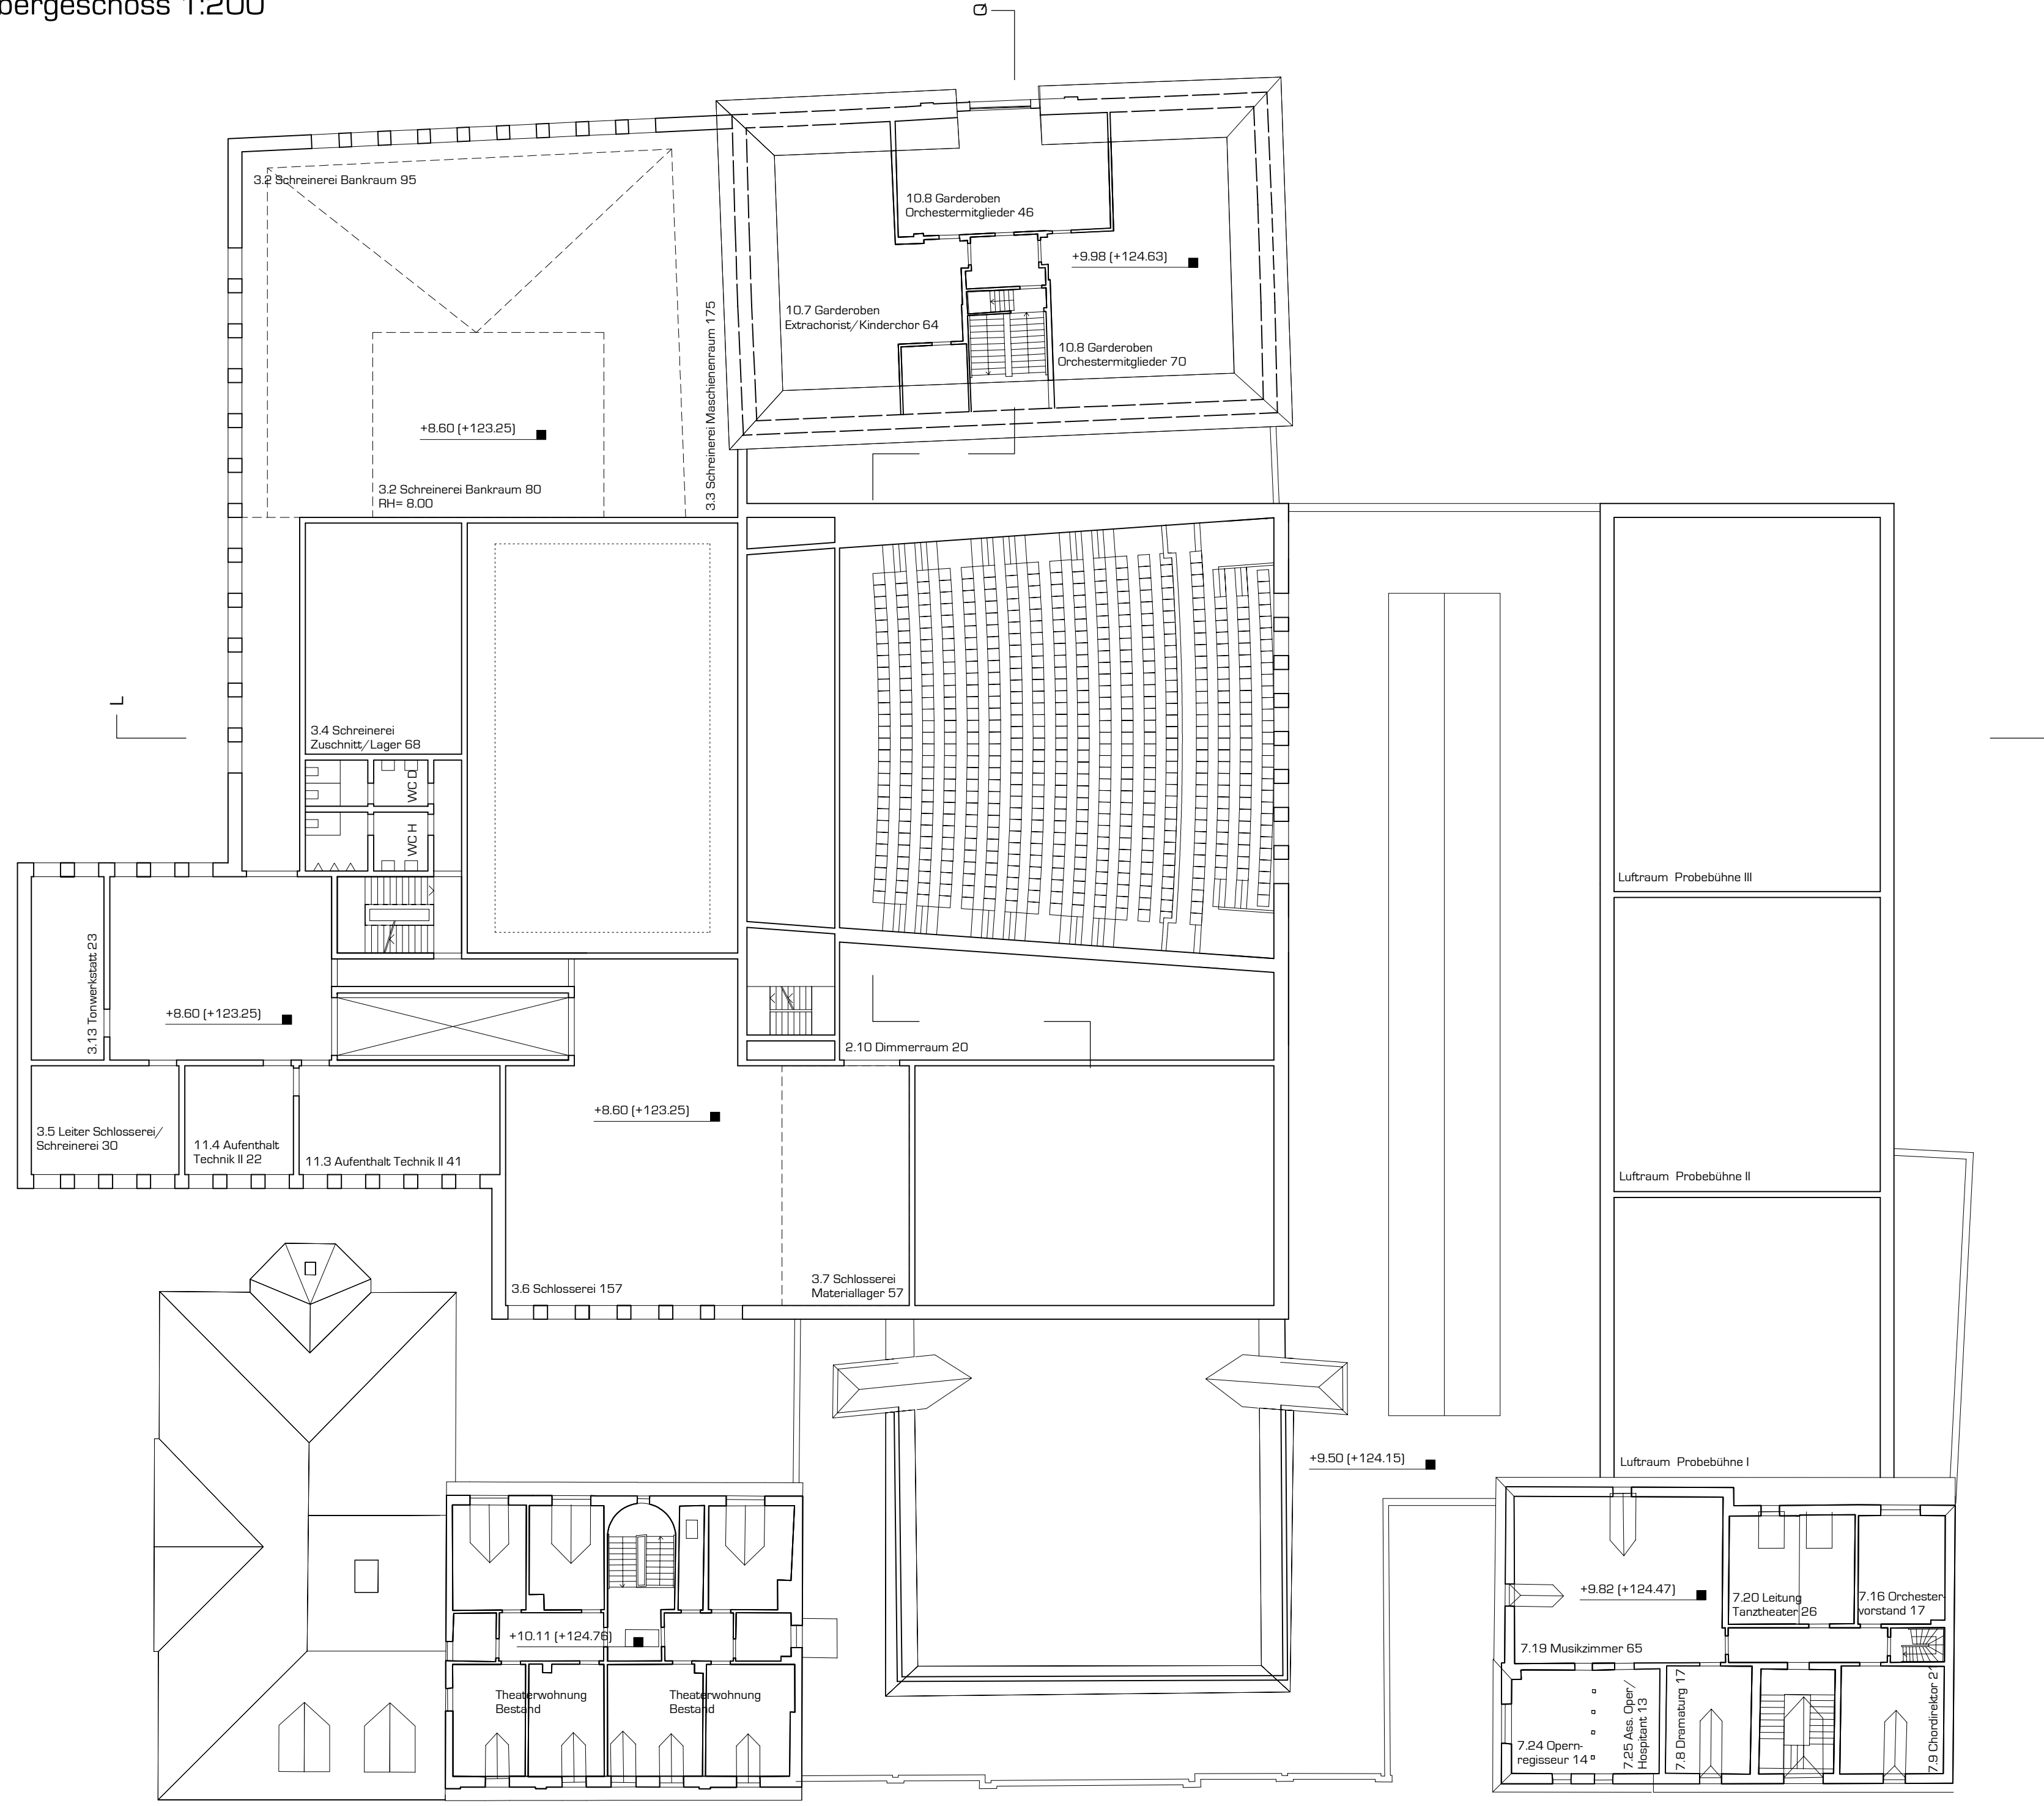 bergeschoss 1:200
Q
3.2 Schreinerei Bankraum 95
10.8 Garderoben
Orchestermitglieder 46
+9.98 (+124.63)
10.7 Garderoben
Extrachorist/Kinderchor 64
10.8 Garderoben
Orchestermitglieder 70
3.3 Schreinerei Maschienenraum 175
+8.60 (+123.25)
3.2 Schreinerei Bankraum 80
RH= 8.00
L
3.4 Schreinerei
Zuschnitt/Lager 68
WC D
WC H
Luftraum Probebühne III
3.13 Tonwerkstatt 23
+8.60 (+123.25)
2.10 Dimmerraum 20
+8.60 (+123.25)
3.5 Leiter Schlosserei/
Schreinerei 30
11.4 Aufenthalt
Technik II 22
11.3 Aufenthalt Technik II 41
Luftraum Probebühne II
3.6 Schlosserei 157
3.7 Schlosserei
Materiallager 57
+9.50 (+124.15)
Luftraum Probebühne I
+9.82 (+124.47)
7.20 Leitung
Tanztheater 26
7.16 Orchester-
vorstand 17
+10.11 (+124.76)
7.19 Musikzimmer 65
Theaterwohnung
Bestand
Theaterwohnung
Bestand
7.24 Opern-
regisseur 14
7.25 Ass. Oper/
Hospitant 13
7.8 Dramaturg 17
7.9 Chordirektor 21